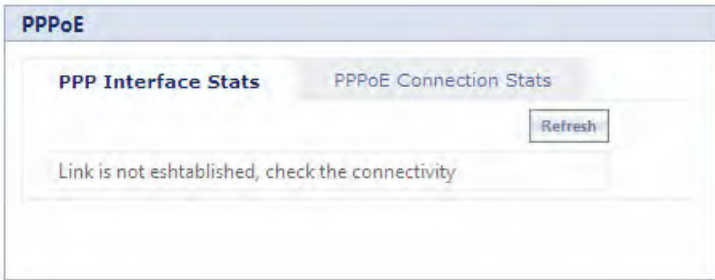 PPPoE
PPP Interface Stats PPPoE Connection Stats
Refresh
Link is not eshtablished, check the connectivity